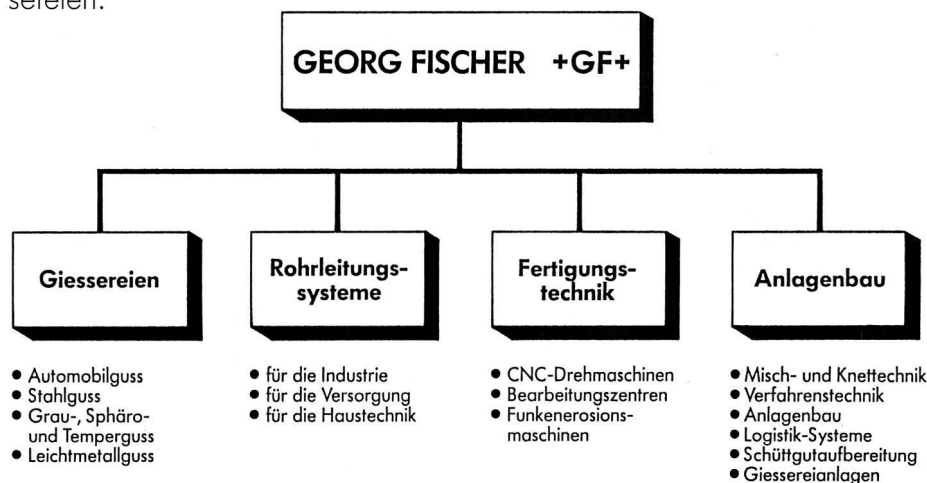 sereien.
GEORG FISCHER +GF+
Giessereien
● Automobilguss
● Stahlguss
● Grau-, Sphäro-
und Temperguss
● Leichtmetallguss
Rohrleitungs-
systeme
● für die Industrie
● für die Versorgung
● für die Haustechnik
Fertigungs-
technik
● CNC-Drehmaschinen
● Bearbeitungszentren
● Funkenerosions-
maschinen
Anlagenbau
● Misch- und Knettechnik
● Verfahrenstechnik
● Anlagenbau
● Logistik-Systeme
● Schüttgutaufbereitung
● Giessereianlagen